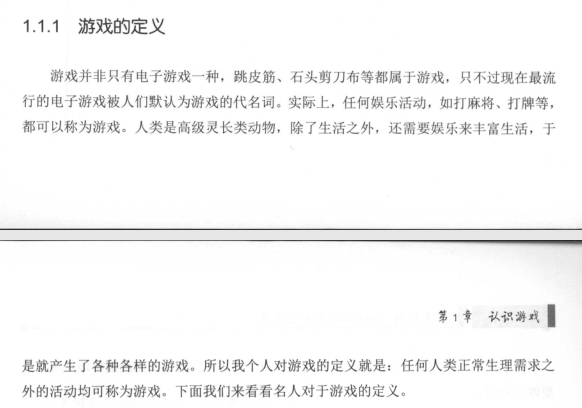 1.1.1 游戏的定义
游戏并非只有电子游戏一种，跳皮筋、石头剪刀布等都属于游戏，只不过现在最流
行的电子游戏被人们默认为游戏的代名词。实际上，任何娱乐活动，如打麻将、打牌等，
都可以称为游戏。人类是高级灵长类动物，除了生活之外，还需要娱乐来丰富生活，于
第1章 认识游戏
是就产生了各种各样的游戏。所以我个人对游戏的定义就是：任何人类正常生理需求之
外的活动均可称为游戏。下面我们来看看名人对于游戏的定义。